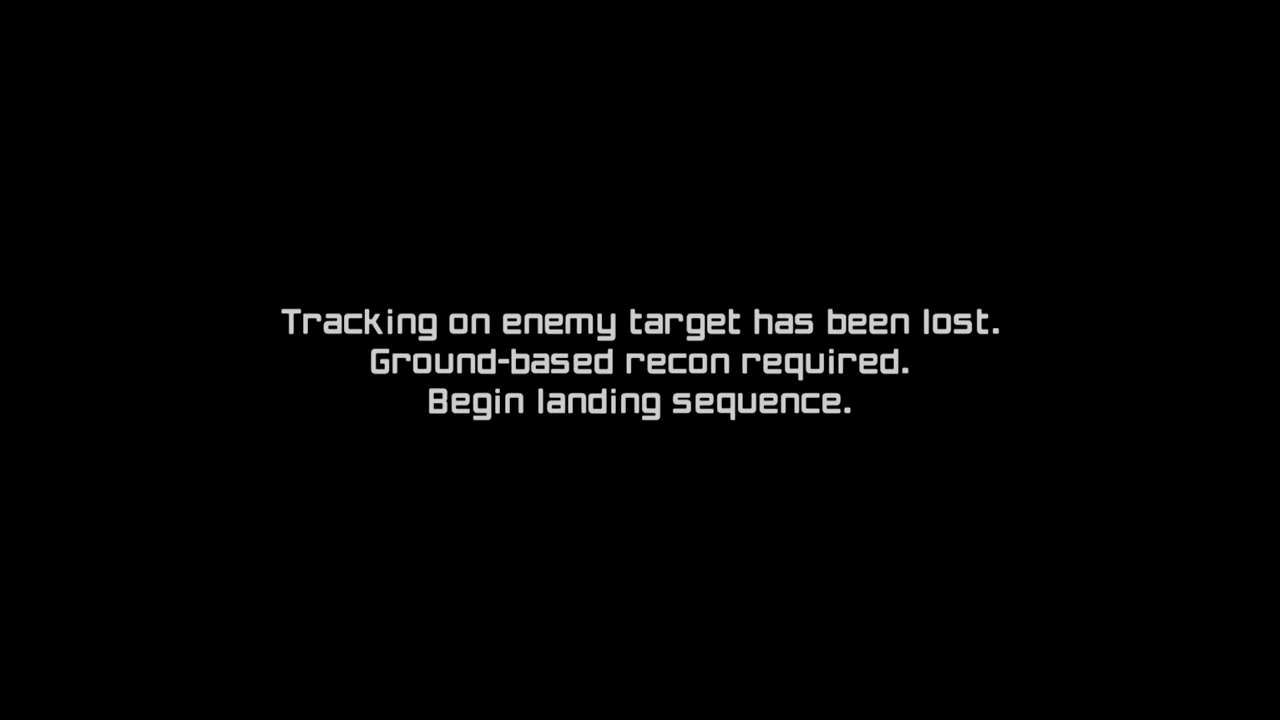 Tracking on enemy target has been lost.
Ground-based recon required.
Begin landing sequence.